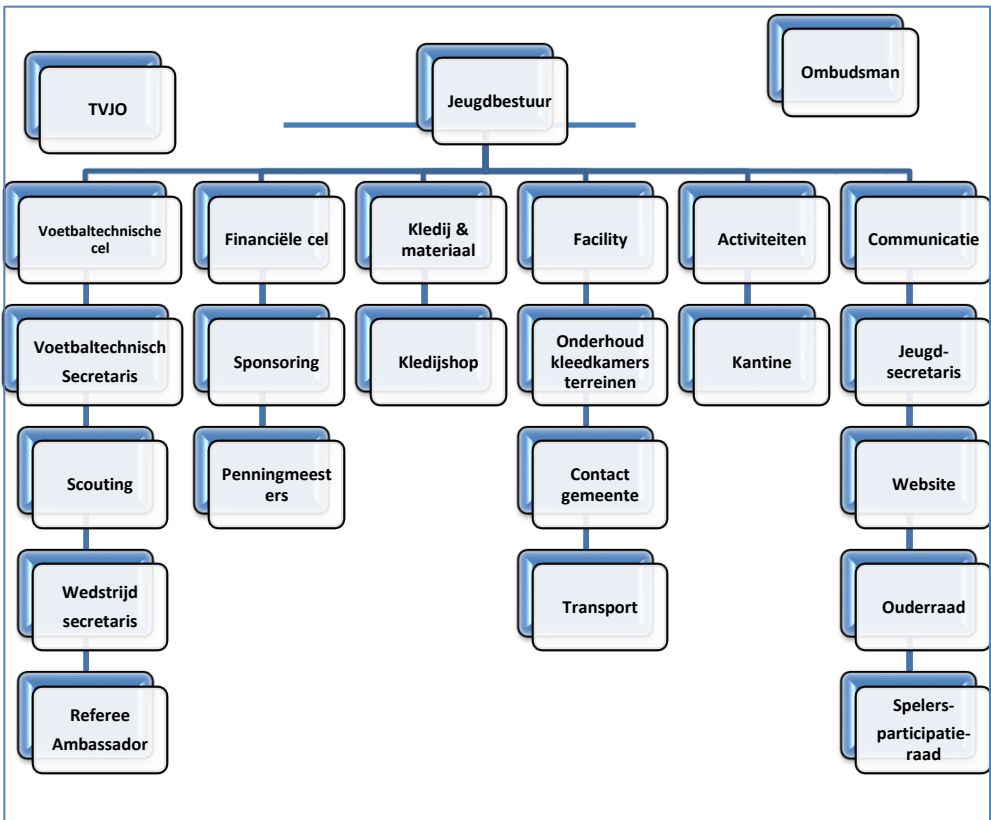 TVJO
Jeugdbestuur
Ombudsman
Voetbaltechnische
cel
Financiële cel
Kledij &
materiaal
Facility
Activiteiten
Communicatie
Voetbaltechnisch
Secretaris
Sponsoring
Kledijshop
Onderhoud
kleedkamers
terreinen
Kantine
Jeugd-
secretaris
Scouting
Penningmeest
ers
Contact
gemeente
Website
Wedstrijd
secretaris
Transport
Ouderraad
Referee
Ambassador
Spelers-
participatie-
raad